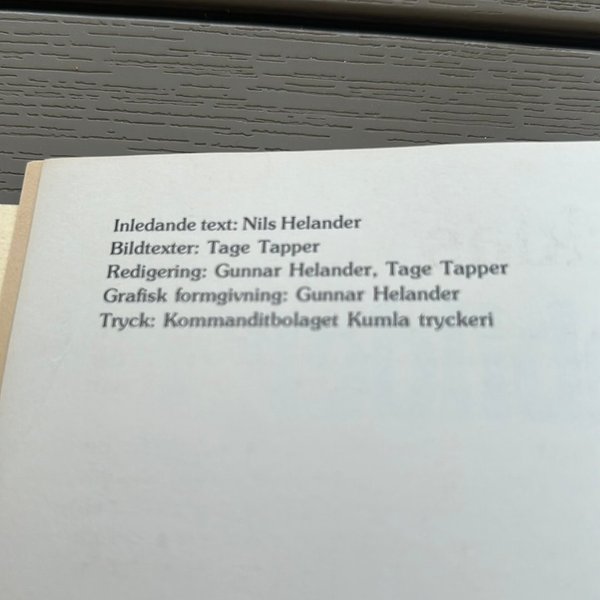 Inledande text: Nils Helander
Bildtexter: Tage Tapper
Redigering: Gunnar Helander, Tage Tapper
Grafisk formgivning: Gunnar Helander
Tryck: Kommanditbolaget Kumla tryckeri